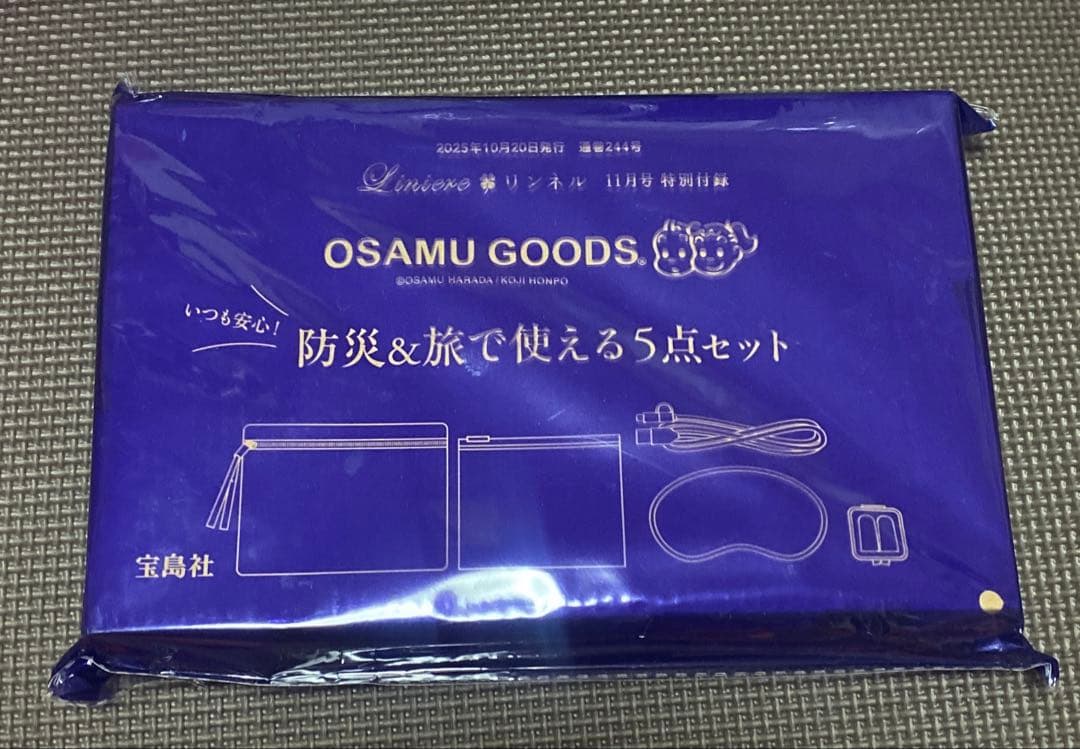 2025年10月20日発行 通巻244号
Liniere リンネル 11月号 特別付録
OSAMU GOODS®
©OSAMU HARADA / KOJI HONPO
いつも安心!
防災&旅で使える5点セット
宝島社